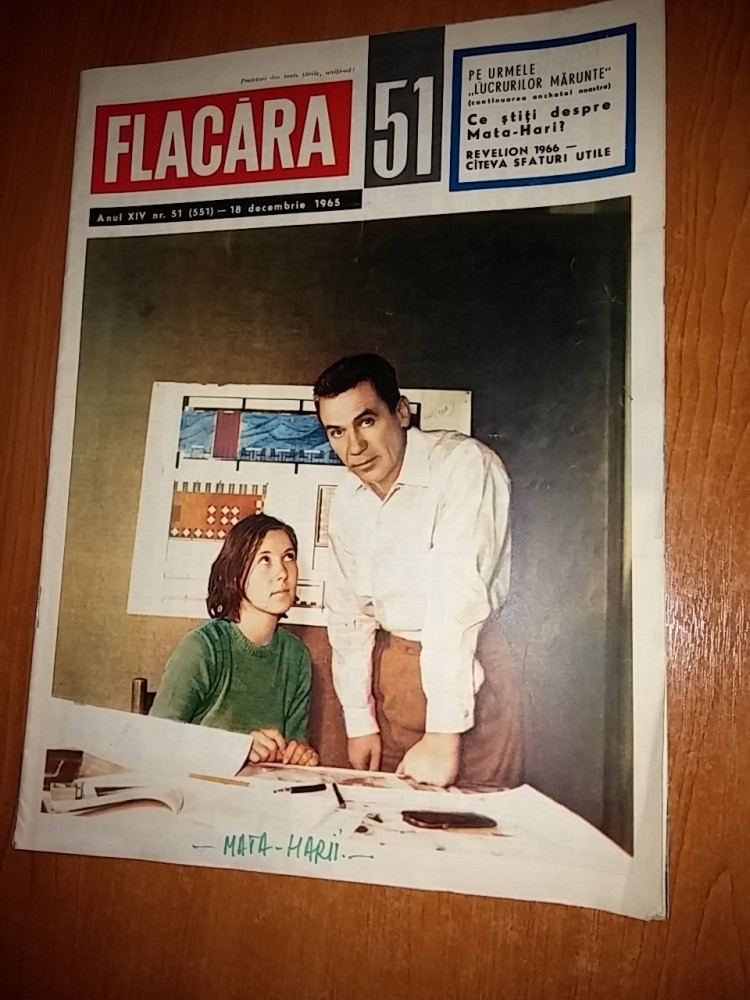 Proletari din toate țările, uniți-vă!
FLACĂRA
51
PE URMELE
„LUCRURILOR MĂRUNTE"
(continuarea anchetei noastre)
Ce știți despre
Mata-Hari?
REVELION 1966 —
CÎTEVA SFATURI UTILE
Anul XIV nr. 51 (551) — 18 decembrie 1965
— MATA-HARII. —